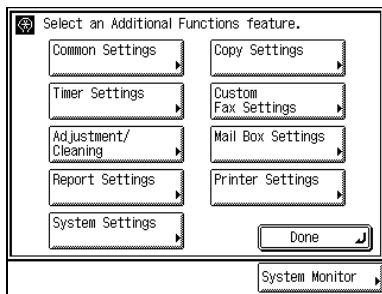 Select an Additional Functions feature.
Common Settings
Copy Settings
Timer Settings
Custom
Fax Settings
Adjustment/
Cleaning
Mail Box Settings
Report Settings
Printer Settings
System Settings
Done
System Monitor